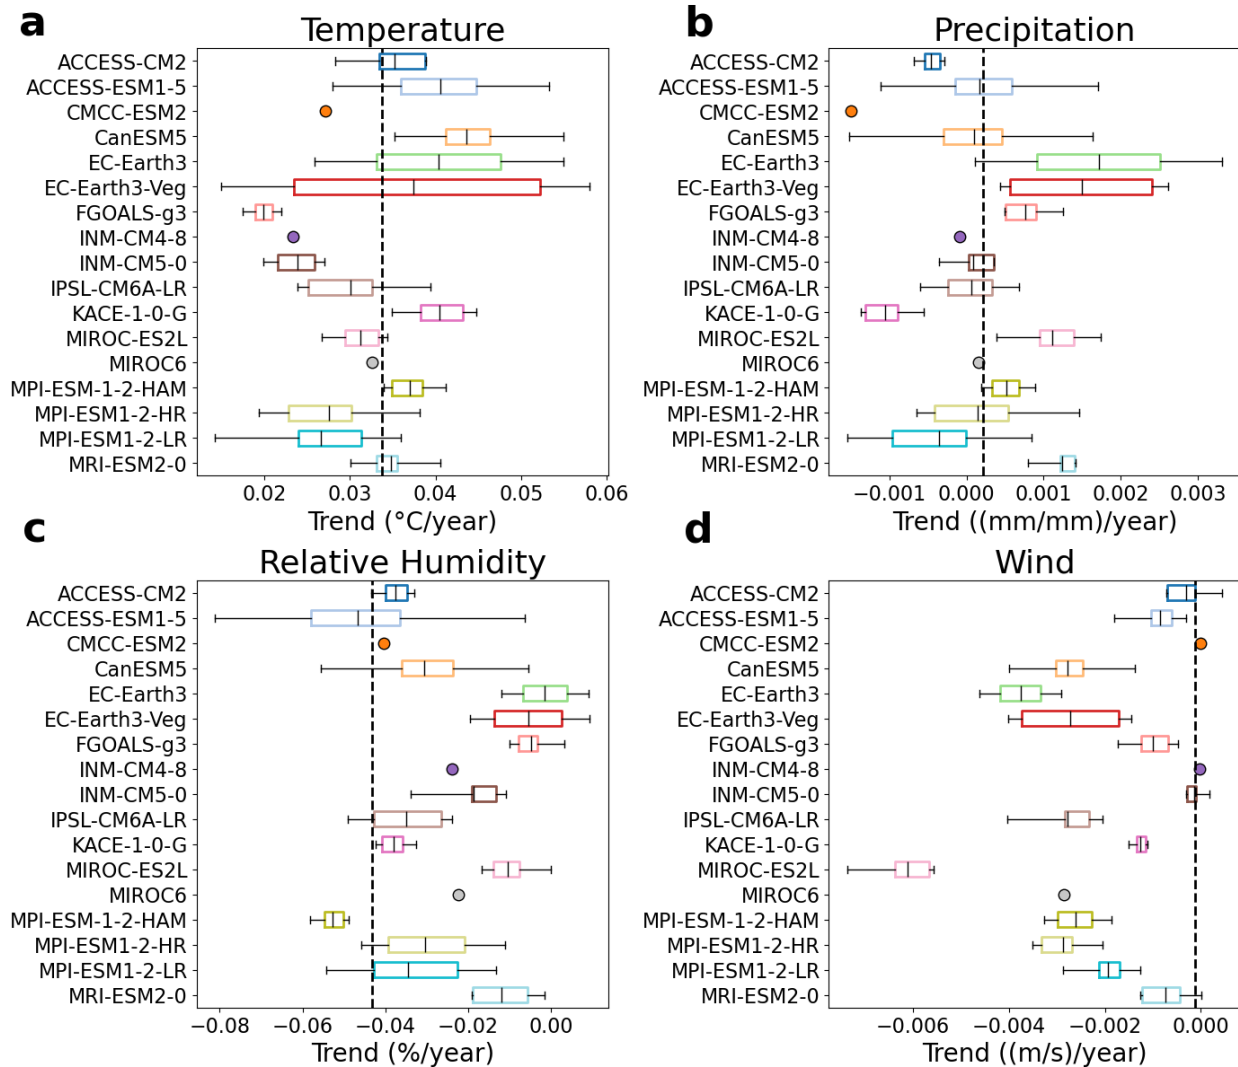 a
Temperature
ACCESS-CM2
ACCESS-ESM1-5
CMCC-ESM2
CanESM5
EC-Earth3
EC-Earth3-Veg
FGOALS-g3
INM-CM4-8
INM-CM5-0
IPSL-CM6A-LR
KACE-1-0-G
MIROC-ES2L
MIROC6
MPI-ESM-1-2-HAM
MPI-ESM1-2-HR
MPI-ESM1-2-LR
MRI-ESM2-0
0.02 0.03 0.04 0.05 0.06
Trend (°C/year)
b
Precipitation
ACCESS-CM2
ACCESS-ESM1-5
CMCC-ESM2
CanESM5
EC-Earth3
EC-Earth3-Veg
FGOALS-g3
INM-CM4-8
INM-CM5-0
IPSL-CM6A-LR
KACE-1-0-G
MIROC-ES2L
MIROC6
MPI-ESM-1-2-HAM
MPI-ESM1-2-HR
MPI-ESM1-2-LR
MRI-ESM2-0
−0.001 0.000 0.001 0.002 0.003
Trend ((mm/mm)/year)
c
Relative Humidity
ACCESS-CM2
ACCESS-ESM1-5
CMCC-ESM2
CanESM5
EC-Earth3
EC-Earth3-Veg
FGOALS-g3
INM-CM4-8
INM-CM5-0
IPSL-CM6A-LR
KACE-1-0-G
MIROC-ES2L
MIROC6
MPI-ESM-1-2-HAM
MPI-ESM1-2-HR
MPI-ESM1-2-LR
MRI-ESM2-0
−0.08 −0.06 −0.04 −0.02 0.00
Trend (%/year)
d
Wind
ACCESS-CM2
ACCESS-ESM1-5
CMCC-ESM2
CanESM5
EC-Earth3
EC-Earth3-Veg
FGOALS-g3
INM-CM4-8
INM-CM5-0
IPSL-CM6A-LR
KACE-1-0-G
MIROC-ES2L
MIROC6
MPI-ESM-1-2-HAM
MPI-ESM1-2-HR
MPI-ESM1-2-LR
MRI-ESM2-0
−0.006 −0.004 −0.002 0.000
Trend ((m/s)/year)